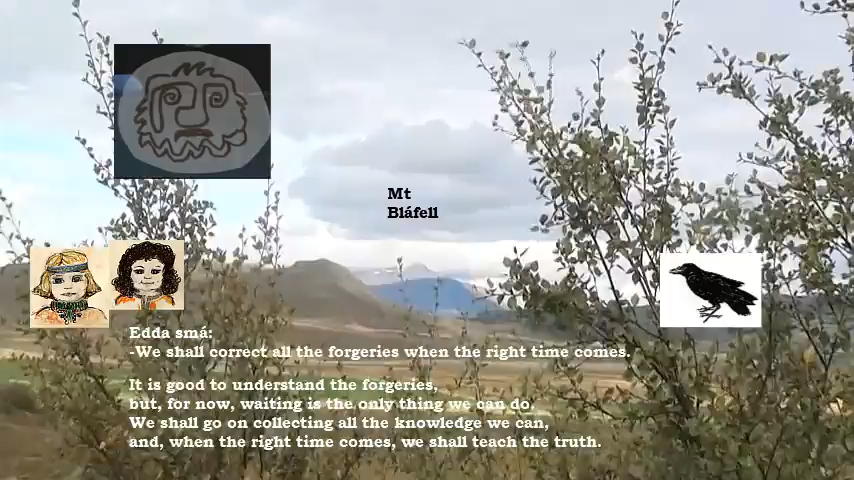 Mt
Bláfell
Edda smá:
-We shall correct all the forgeries when the right time comes.
It is good to understand the forgeries,
but, for now, waiting is the only thing we can do.
We shall go on collecting all the knowledge we can,
and, when the right time comes, we shall teach the truth.